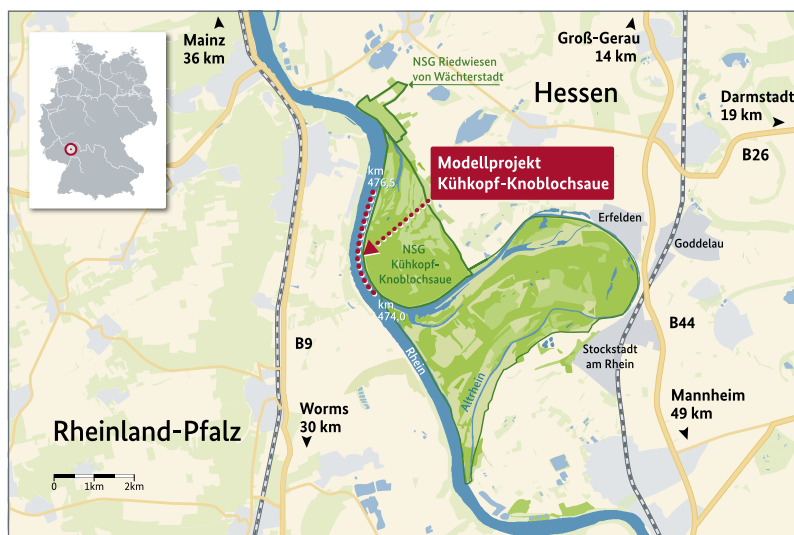 Mainz
36 km
Groß-Gerau
14 km
NSG Riedwiesen
von Wächterstadt
Hessen
Darmstadt
19 km
B26
Modellprojekt
Kühkopf-Knoblochsaue
km
476,5
Erfelden
Goddelau
NSG
Kühkopf-
Knoblochsaue
km
474,0
B9
Rhein
B44
Stockstadt
am Rhein
Altrhein
Mannheim
49 km
Worms
30 km
Rheinland-Pfalz
0 1km 2km